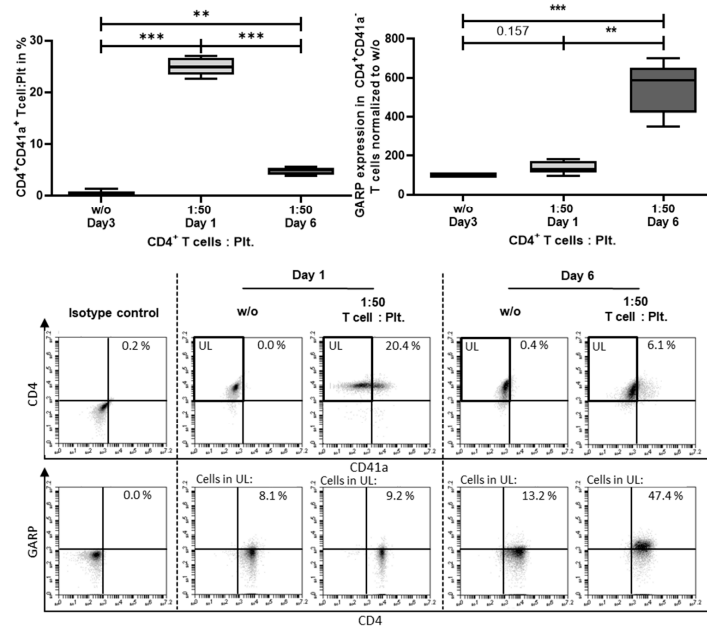 **
***
***
CD4⁺CD41a⁺ Tcell:Plt in %
30
20
10
0
w/o
Day3
1:50
Day 1
1:50
Day 6
CD4⁺ T cells : Plt.
***
0.157
**
GARP expression in CD4⁺CD41a⁻
T cells normalized to w/o
800
600
400
200
0
w/o
Day3
1:50
Day 1
1:50
Day 6
CD4⁺ T cells : Plt.
Day 1
Day 6
Isotype control
w/o
1:50
T cell : Plt.
w/o
1:50
T cell : Plt.
0.2 %
UL
0.0 %
UL
20.4 %
UL
0.4 %
UL
6.1 %
CD4
CD41a
Cells in UL:
Cells in UL:
Cells in UL:
Cells in UL:
0.0 %
8.1 %
9.2 %
13.2 %
47.4 %
GARP
CD4